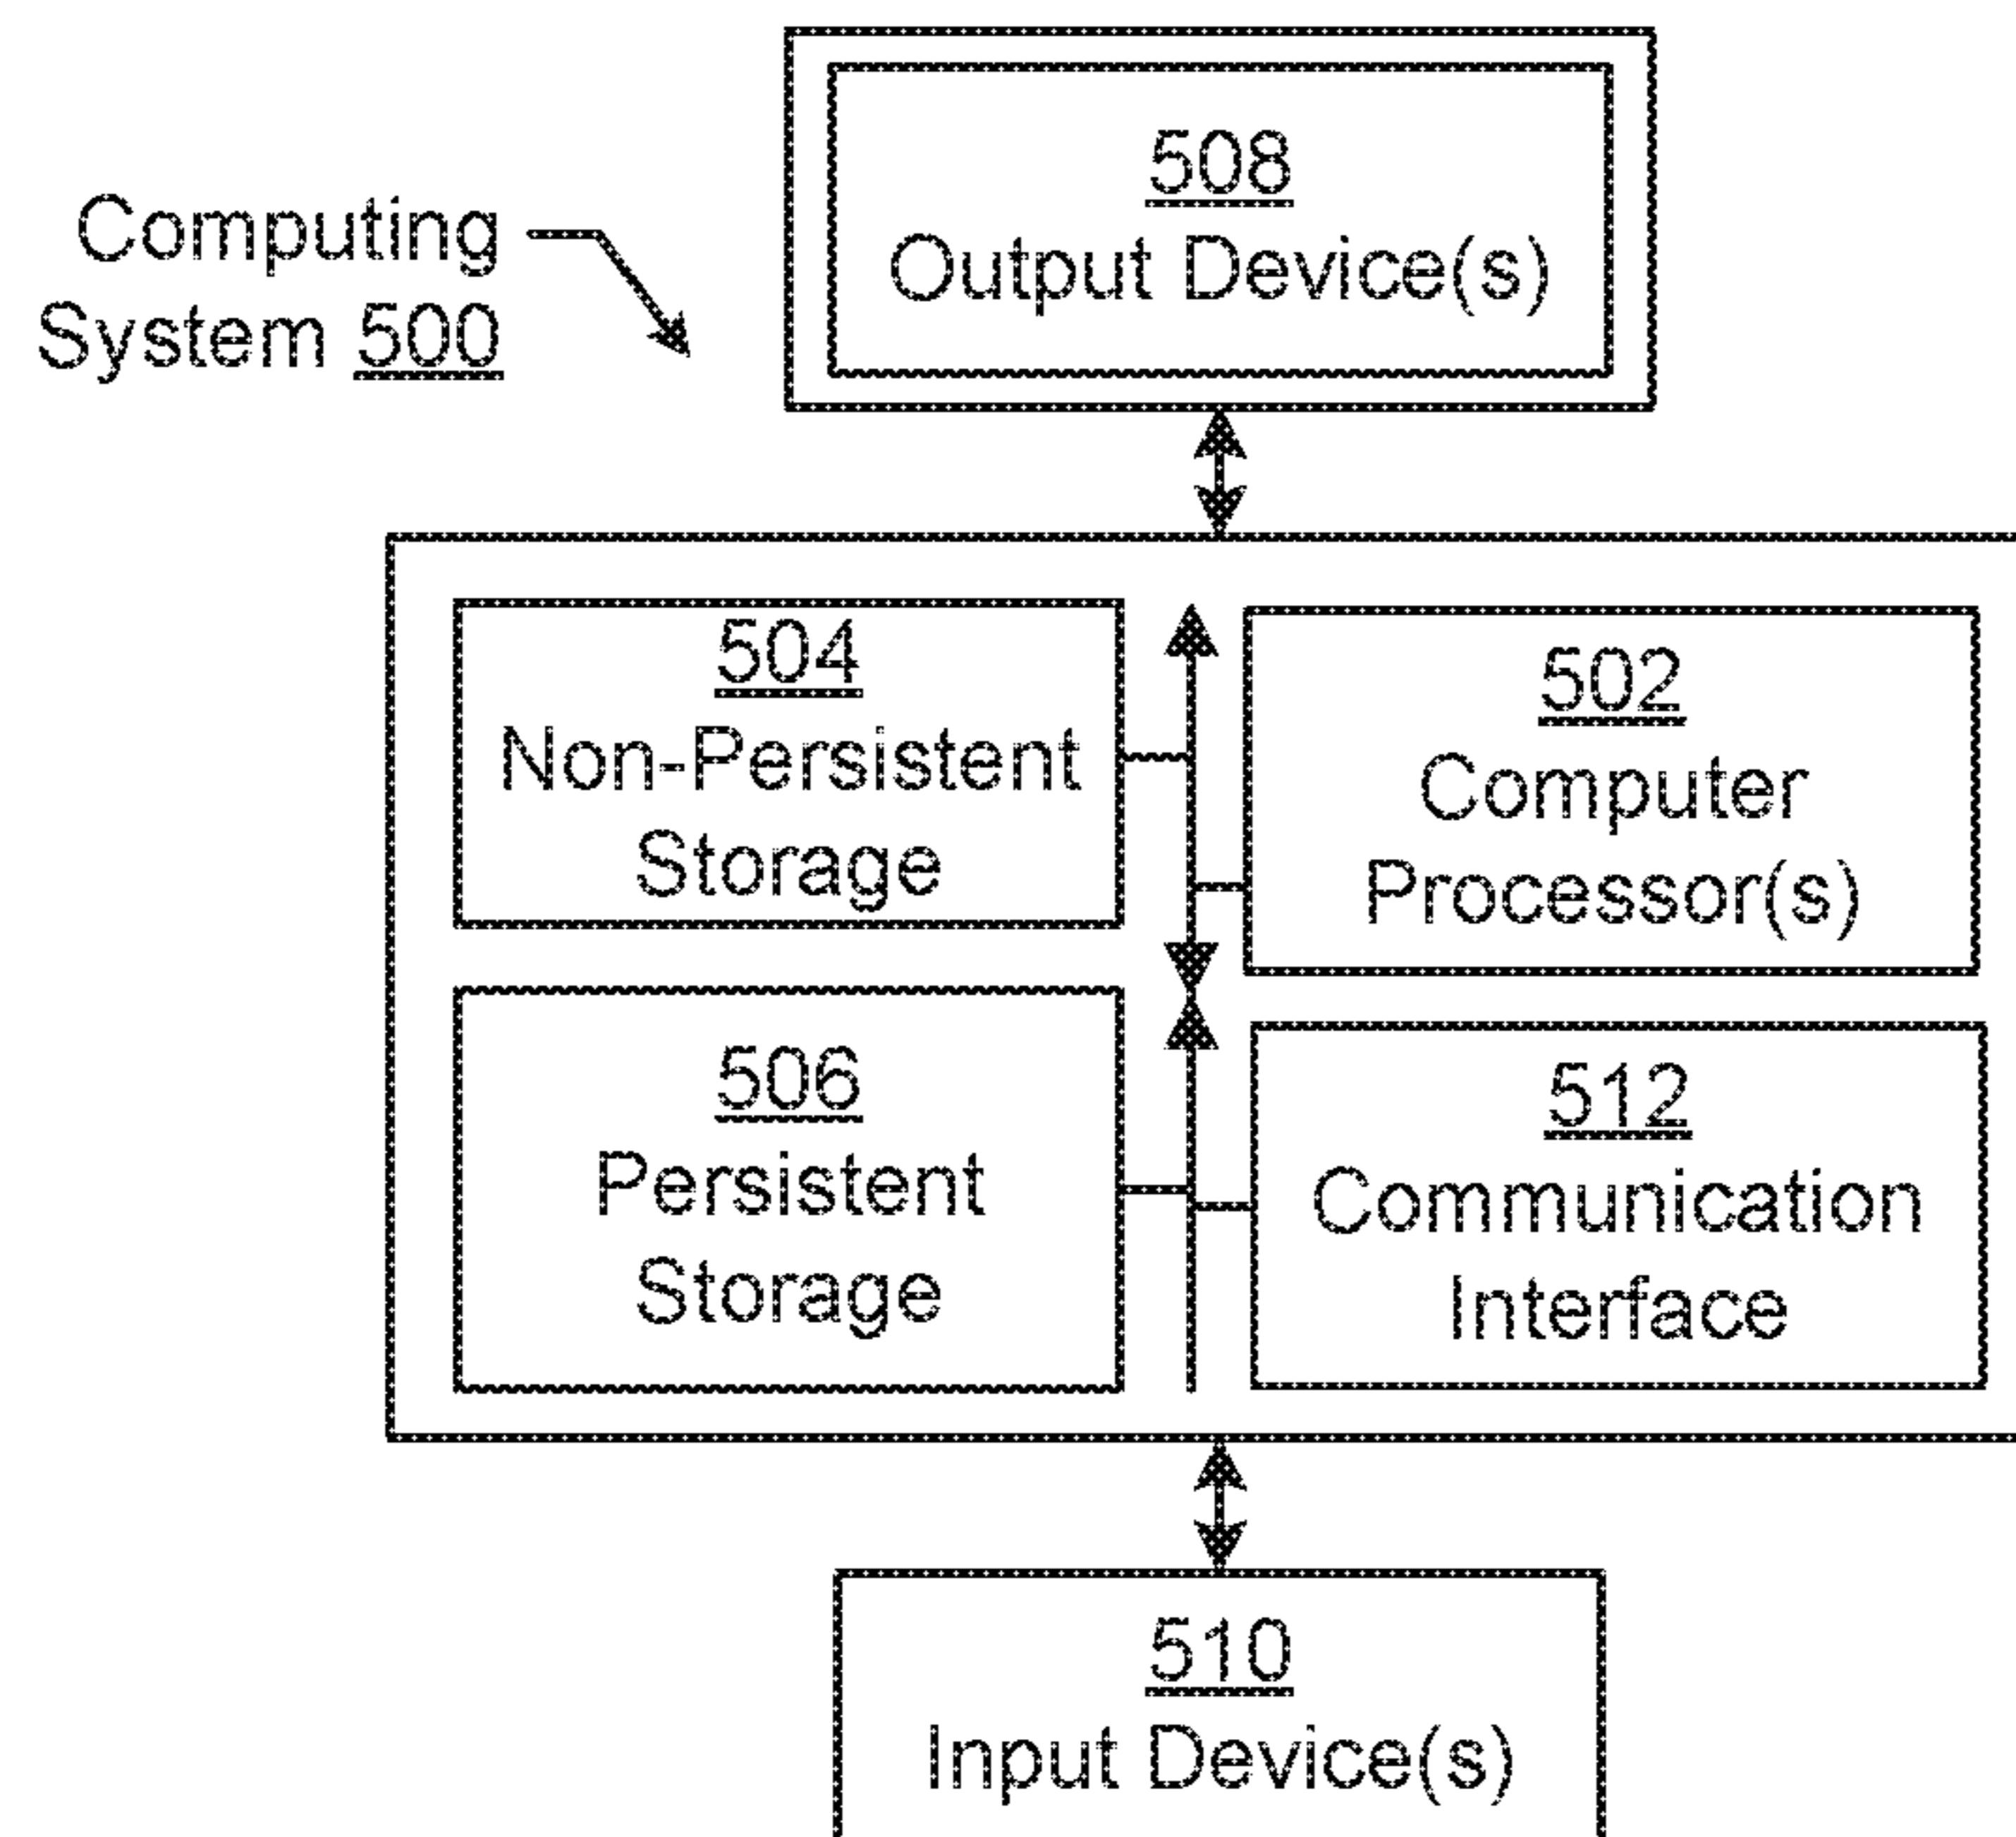 Computing
System 500
508
Output Device(s)
504
Non-Persistent
Storage
502
Computer
Processor(s)
506
Persistent
Storage
512
Communication
Interface
510
Input Device(s)